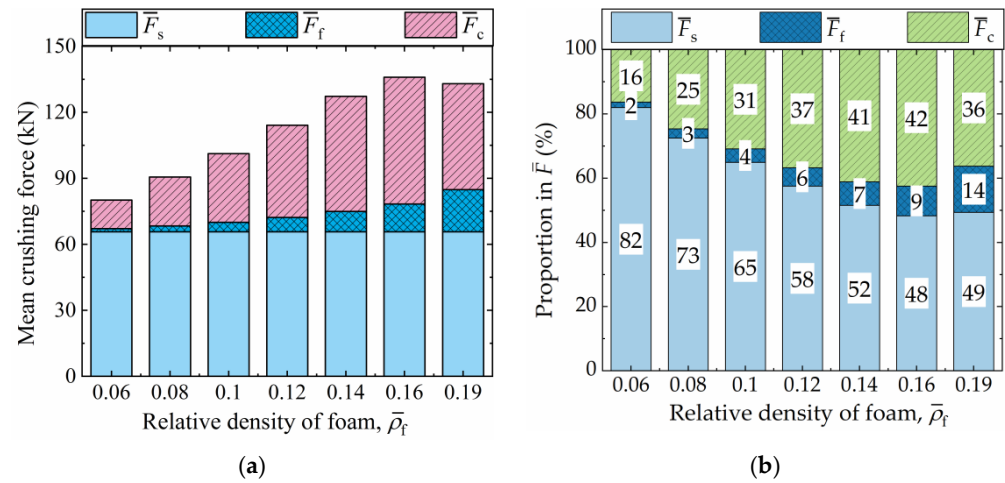 F̅s F̅f F̅c
Mean crushing force (kN)
150
120
90
60
30
0
0.06 0.08 0.1 0.12 0.14 0.16 0.19
Relative density of foam, ρ̅f
(a)
F̅s F̅f F̅c
Proportion in F̅ (%)
100
80
60
40
20
0
16 25 31 37 41 42 36
2 3 4 6 7 9 14
82 73 65 58 52 48 49
0.06 0.08 0.1 0.12 0.14 0.16 0.19
Relative density of foam, ρ̅f
(b)